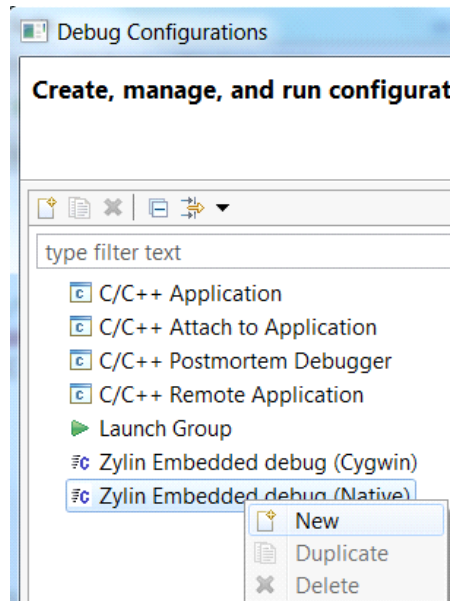 Debug Configurations
Create, manage, and run configurat
type filter text
C/C++ Application
C/C++ Attach to Application
C/C++ Postmortem Debugger
C/C++ Remote Application
Launch Group
Zylin Embedded debug (Cygwin)
Zylin Embedded debug (Native)
New
Duplicate
Delete